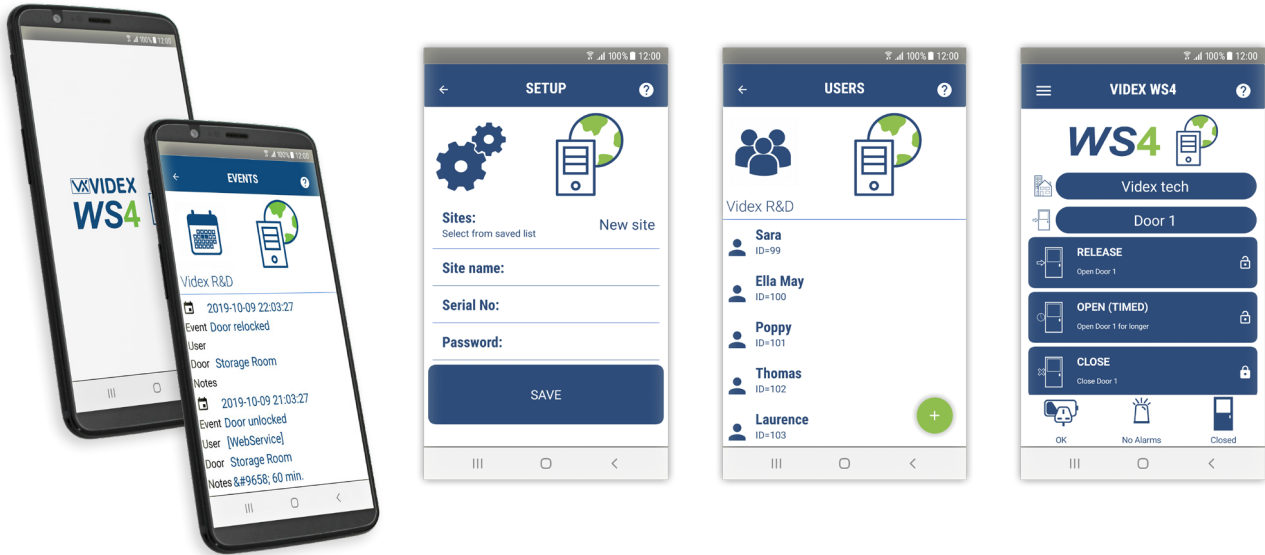 100% 12:00
VIDEX
WS4
100% 12:00
EVENTS
?
Videx R&D
2019-10-09 22:03:27
Event Door relocked
User
Door Storage Room
Notes
2019-10-09 21:03:27
Event Door unlocked
User [WebService]
Door Storage Room
Notes &#9658; 60 min.
100% 12:00
SETUP
?
Sites:
Select from saved list
New site
Site name:
Serial No:
Password:
SAVE
100% 12:00
USERS
?
Videx R&D
Sara
ID=99
Ella May
ID=100
Poppy
ID=101
Thomas
ID=102
Laurence
ID=103
+
100% 12:00
VIDEX WS4
?
WS4
Videx tech
Door 1
RELEASE
Open Door 1
OPEN (TIMED)
Open Door 1 for longer
CLOSE
Close Door 1
OK
No Alarms
Closed